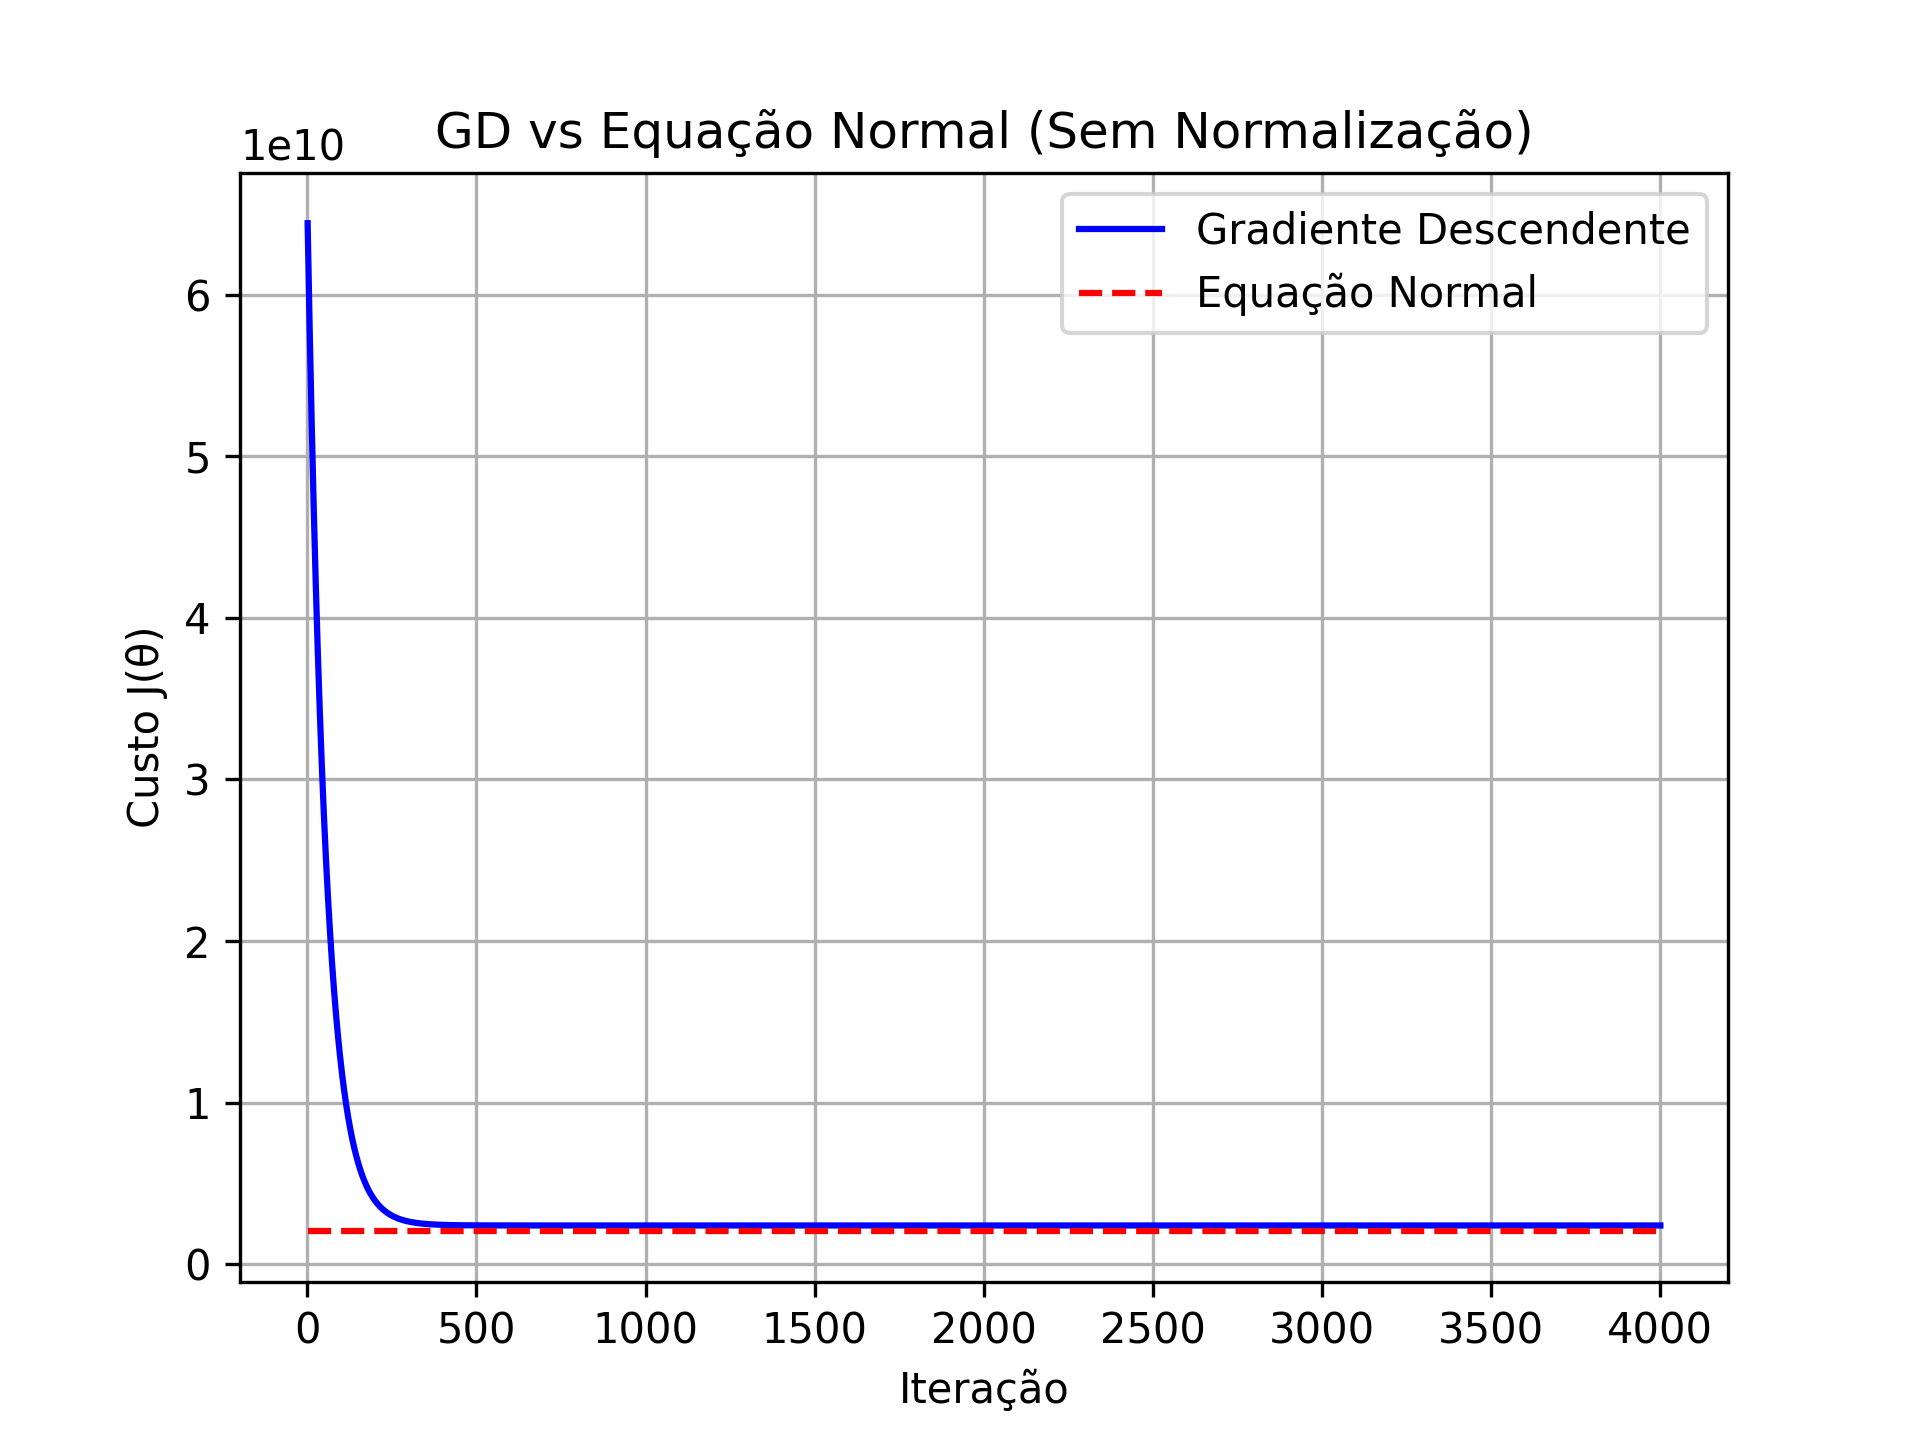 GD vs Equação Normal (Sem Normalização)
1e10
Gradiente Descendente
Equação Normal
6
5
4
3
2
1
0
Custo J(θ)
0 500 1000 1500 2000 2500 3000 3500 4000
Iteração